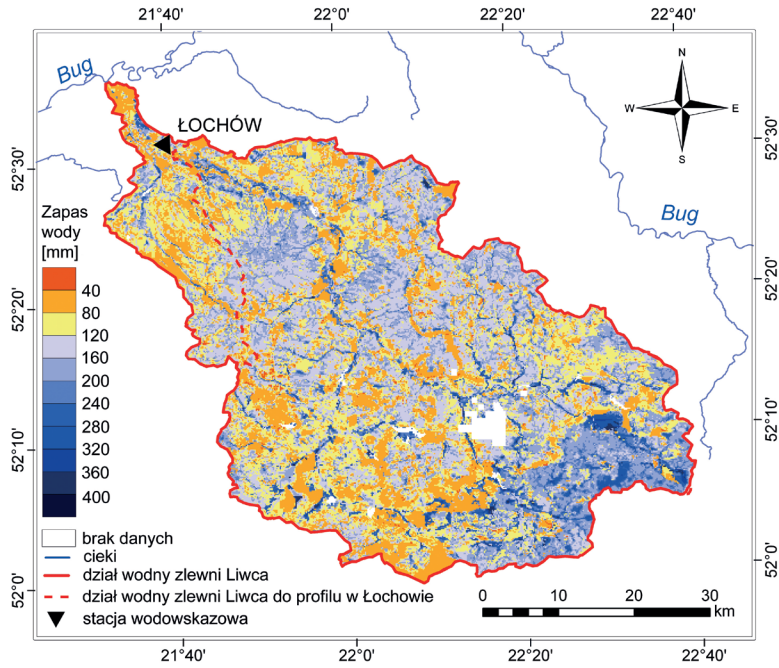 21°40' 22°0' 22°20' 22°40'
Bug
N
W E
S
ŁOCHÓW
52°30' 52°30'
Zapas
wody
[mm]
Bug
40
80
120
160
200
240
280
320
360
400
52°20' 52°20'
52°10' 52°10'
52°0' 52°0'
brak danych
cieki
dział wodny zlewni Liwca
dział wodny zlewni Liwca do profilu w Łochowie
stacja wodowskazowa
0 10 20 30
km
21°40' 22°0' 22°20' 22°40'